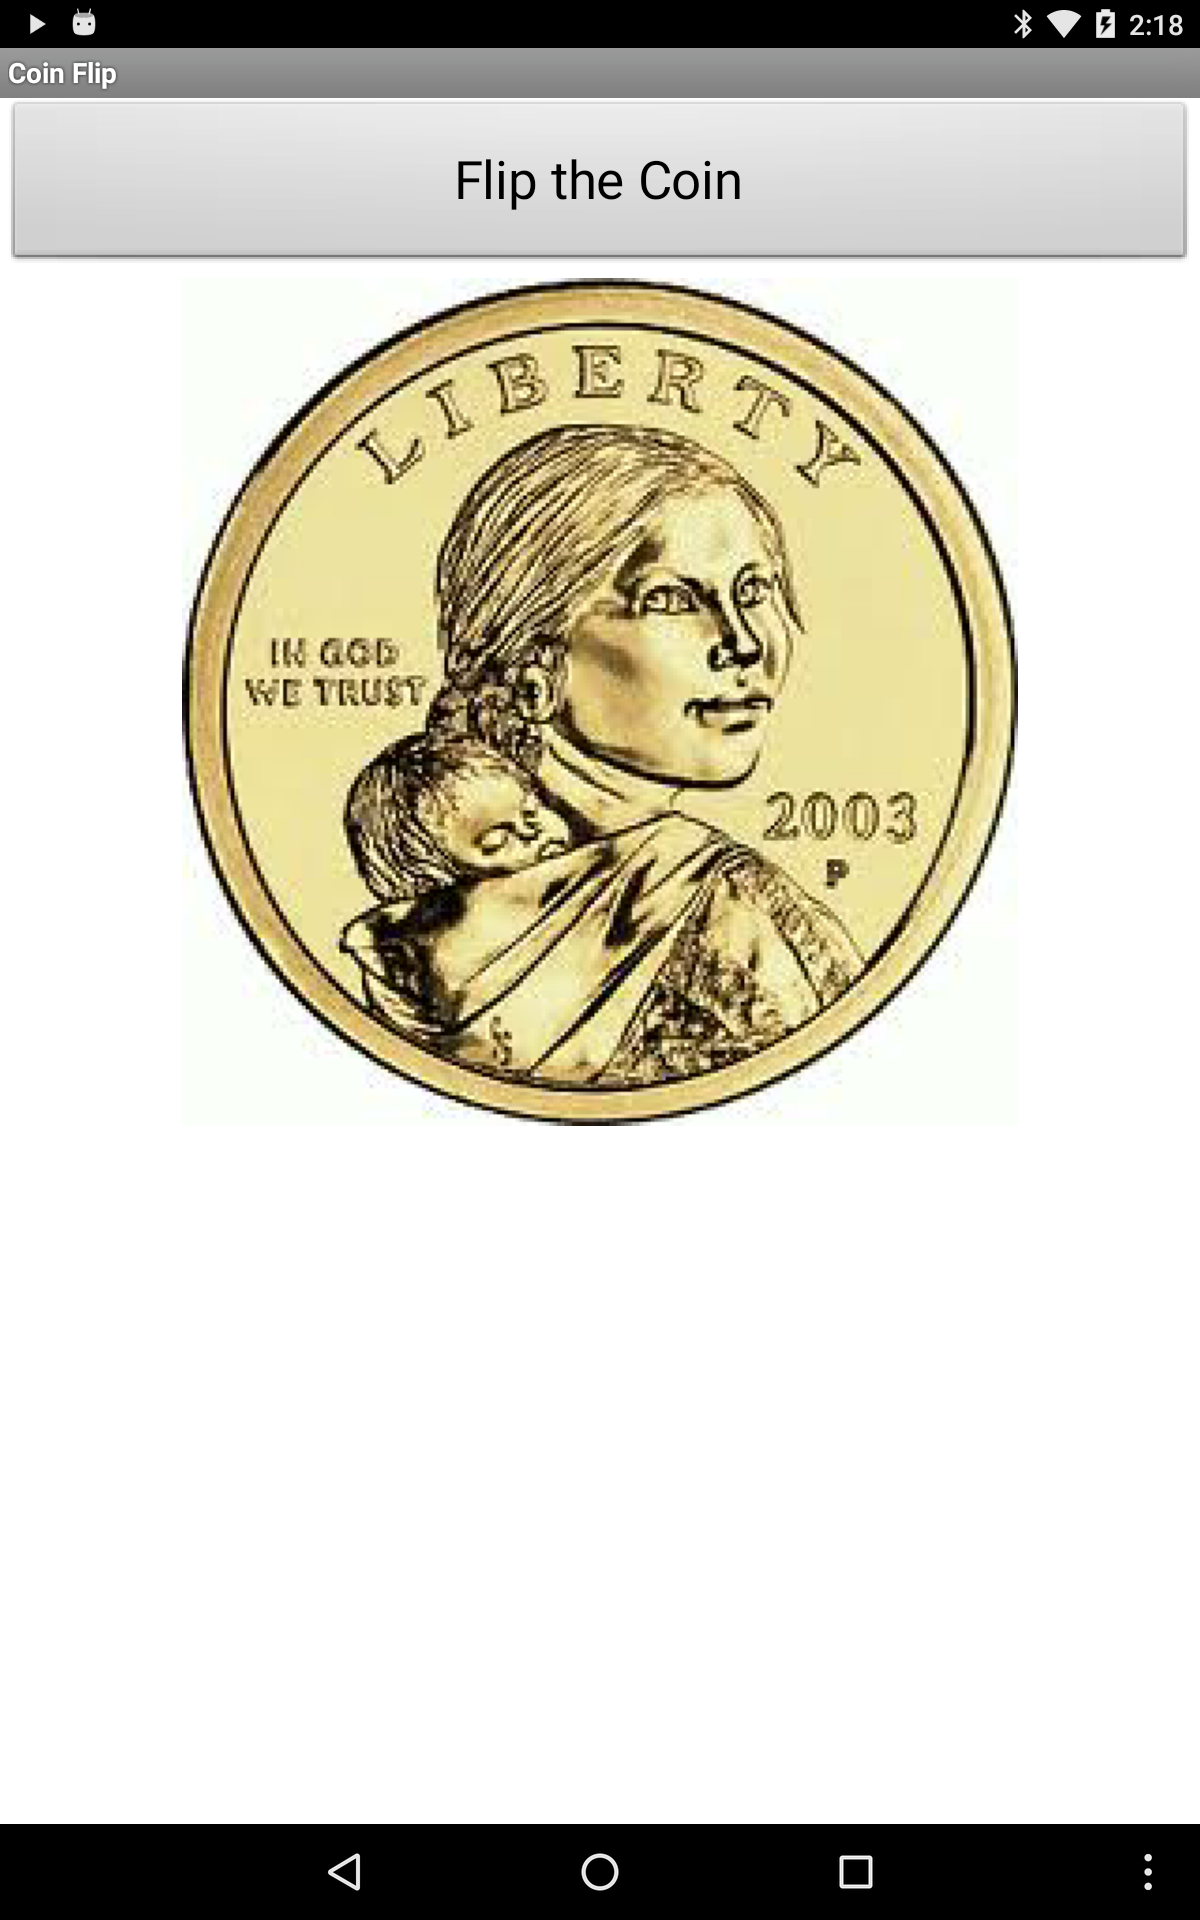 2:18
Coin Flip
Flip the Coin
LIBERTY
IN GOD
WE TRUST
2003
P